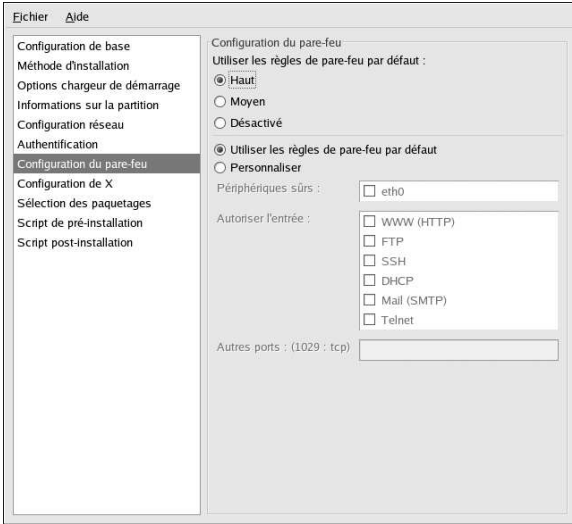 Fichier Aide
Configuration de base
Méthode d'installation
Options chargeur de démarrage
Informations sur la partition
Configuration réseau
Authentification
Configuration du pare-feu
Configuration de X
Sélection des paquetages
Script de pré-installation
Script post-installation
Configuration du pare-feu
Utiliser les règles de pare-feu par défaut :
Haut
Moyen
Désactivé
Utiliser les règles de pare-feu par défaut
Personnaliser
Périphériques sûrs :
eth0
Autoriser l'entrée :
WWW (HTTP)
FTP
SSH
DHCP
Mail (SMTP)
Telnet
Autres ports : (1029 : tcp)